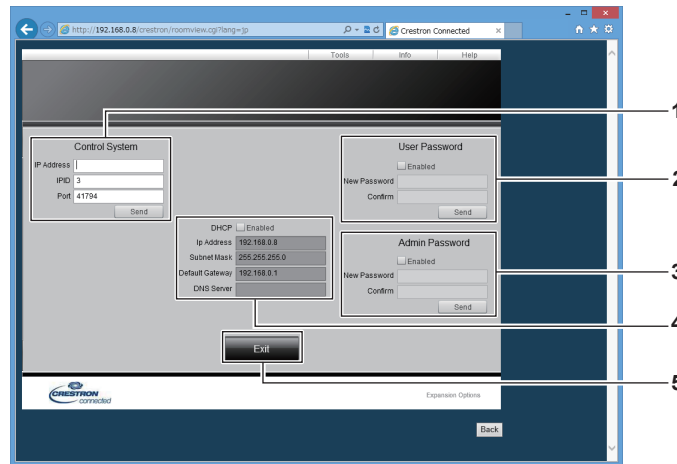 http://192.168.0.8/crestron/roomview.cgi?lang=jp
Crestron Connected
Tools Info Help
1
Control System
IP Address
IPID 3
Port 41794
Send
User Password
Enabled
New Password
Confirm
Send
2
DHCP Enabled
Ip Address 192.168.0.8
Subnet Mask 255.255.255.0
Default Gateway 192.168.0.1
DNS Server
Admin Password
Enabled
New Password
Confirm
Send
3
4
Exit
5
CRESTRON
connected
Expansion Options
Back